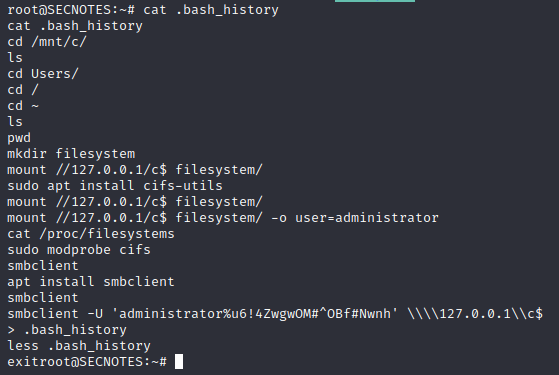 root@SECNOTES:~# cat .bash_history
cat .bash_history
cd /mnt/c/
ls
cd Users/
cd /
cd ~
ls
pwd
mkdir filesystem
mount //127.0.0.1/c$ filesystem/
sudo apt install cifs-utils
mount //127.0.0.1/c$ filesystem/
mount //127.0.0.1/c$ filesystem/ -o user=administrator
cat /proc/filesystems
sudo modprobe cifs
smbclient
apt install smbclient
smbclient
smbclient -U 'administrator%u6!4ZwgwOM#^OBf#Nwnh' \\\\127.0.0.1\\c$
> .bash_history
less .bash_history
exitroot@SECNOTES:~#